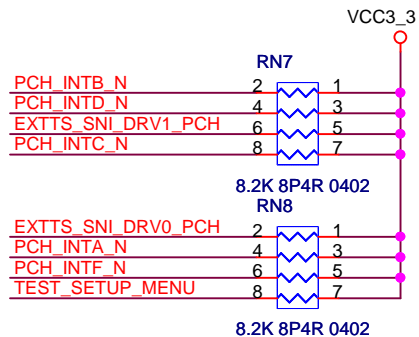 VCC3_3
RN7
PCH_INTB_N 2 1
PCH_INTD_N 4 3
EXTTS_SNI_DRV1_PCH 6 5
PCH_INTC_N 8 7
8.2K 8P4R 0402
RN8
EXTTS_SNI_DRV0_PCH 2 1
PCH_INTA_N 4 3
PCH_INTF_N 6 5
TEST_SETUP_MENU 8 7
8.2K 8P4R 0402